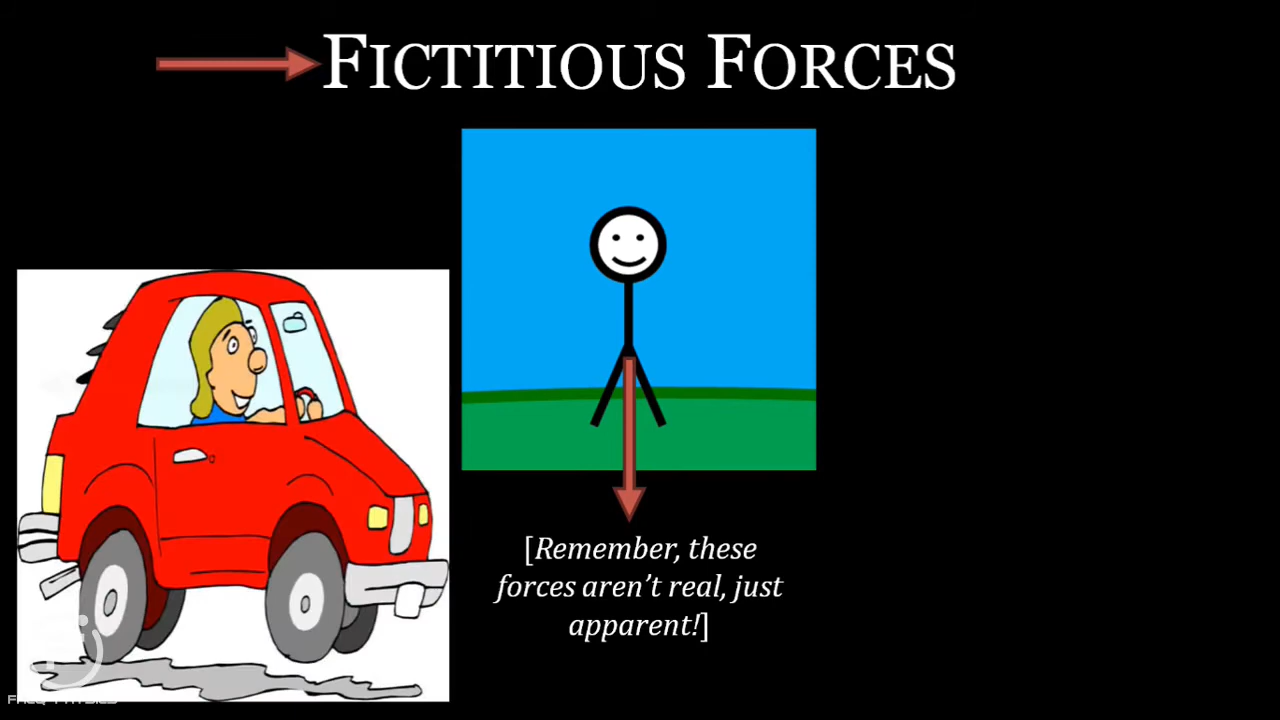 FICTITIOUS FORCES
[Remember, these
forces aren't real, just
apparent!]